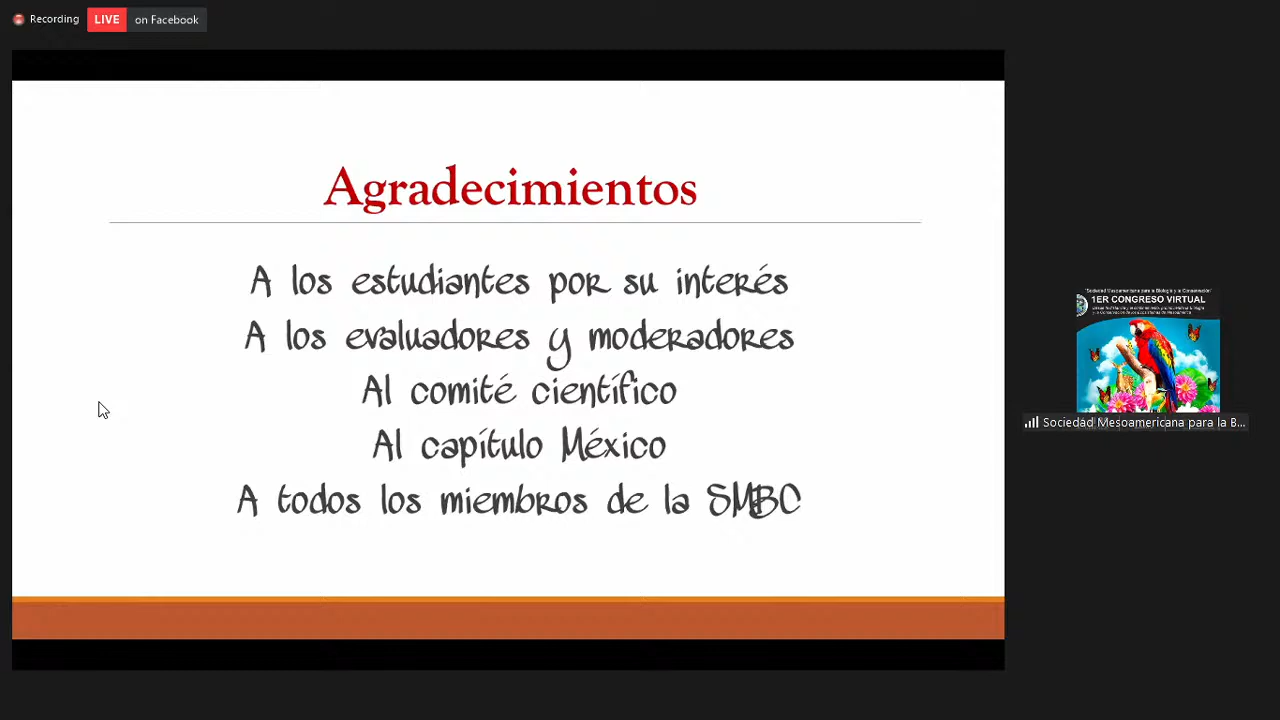 Recording LIVE on Facebook
Agradecimientos
A los estudiantes por su interés
A los evaluadores y moderadores
Al comité científico
Al capítulo México
A todos los miembros de la SMBC
1ER CONGRESO VIRTUAL
Sociedad Mesoamericana para la B...